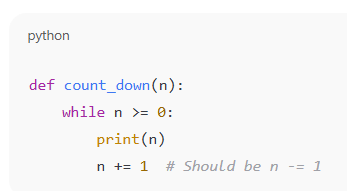 python
def count_down(n):
    while n >= 0:
        print(n)
        n += 1  # Should be n -= 1